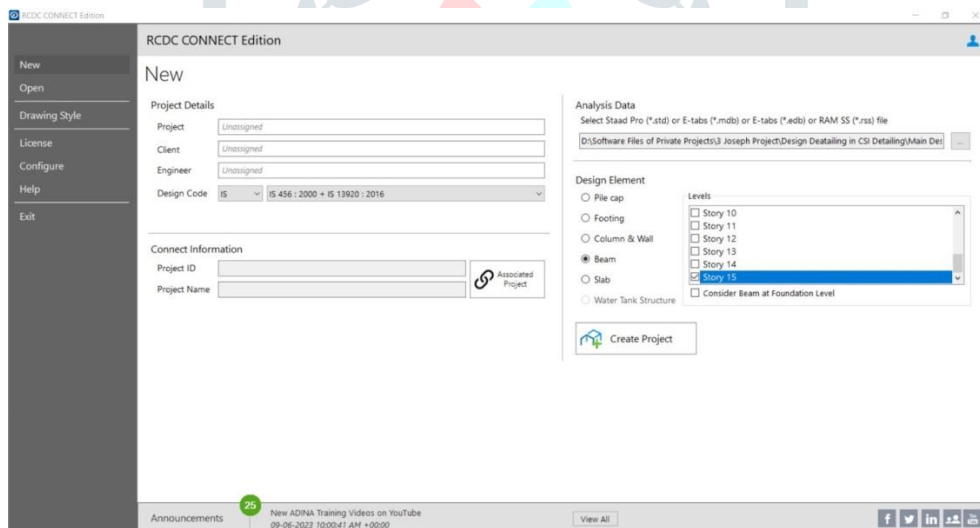 RCDC CONNECT Edition
RCDC CONNECT Edition
New
Open
Drawing Style
License
Configure
Help
Exit
New
Project Details
Project Unassigned
Client Unassigned
Engineer Unassigned
Design Code IS IS 456 : 2000 + IS 13920 : 2016
Connect Information
Project ID
Project Name
Associated
Project
Analysis Data
Select Staad Pro (*.std) or E-tabs (*.mdb) or E-tabs (*.edb) or RAM SS (*.rss) file
D:\Software Files of Private Projects\3 Joseph Project\Design Deatailing in CSI Detailing\Main Des
...
Design Element
Pile cap
Footing
Column & Wall
Beam
Slab
Water Tank Structure
Levels
Story 10
Story 11
Story 12
Story 13
Story 14
Story 15
Consider Beam at Foundation Level
Create Project
Announcements
25
New ADINA Training Videos on YouTube
09-06-2023 10:00:41 AM +00:00
View All